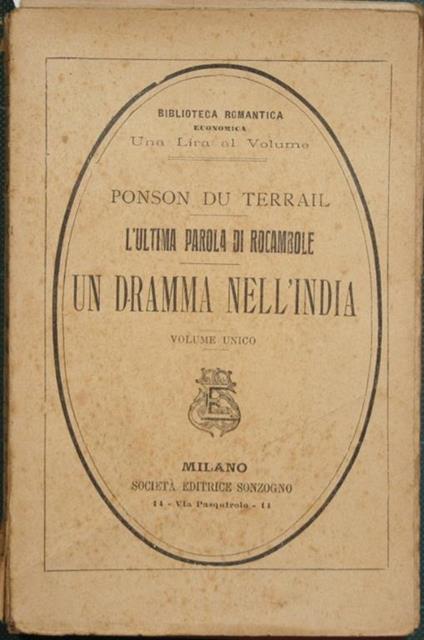 BIBLIOTECA ROMANTICA
ECONOMICA
Una Lira al Volume
PONSON DU TERRAIL
L'ULTIMA PAROLA DI ROCAMBOLE
UN DRAMMA NELL'INDIA
VOLUME UNICO
MILANO
SOCIETÀ EDITRICE SONZOGNO
14 - Via Pasquirolo - 14